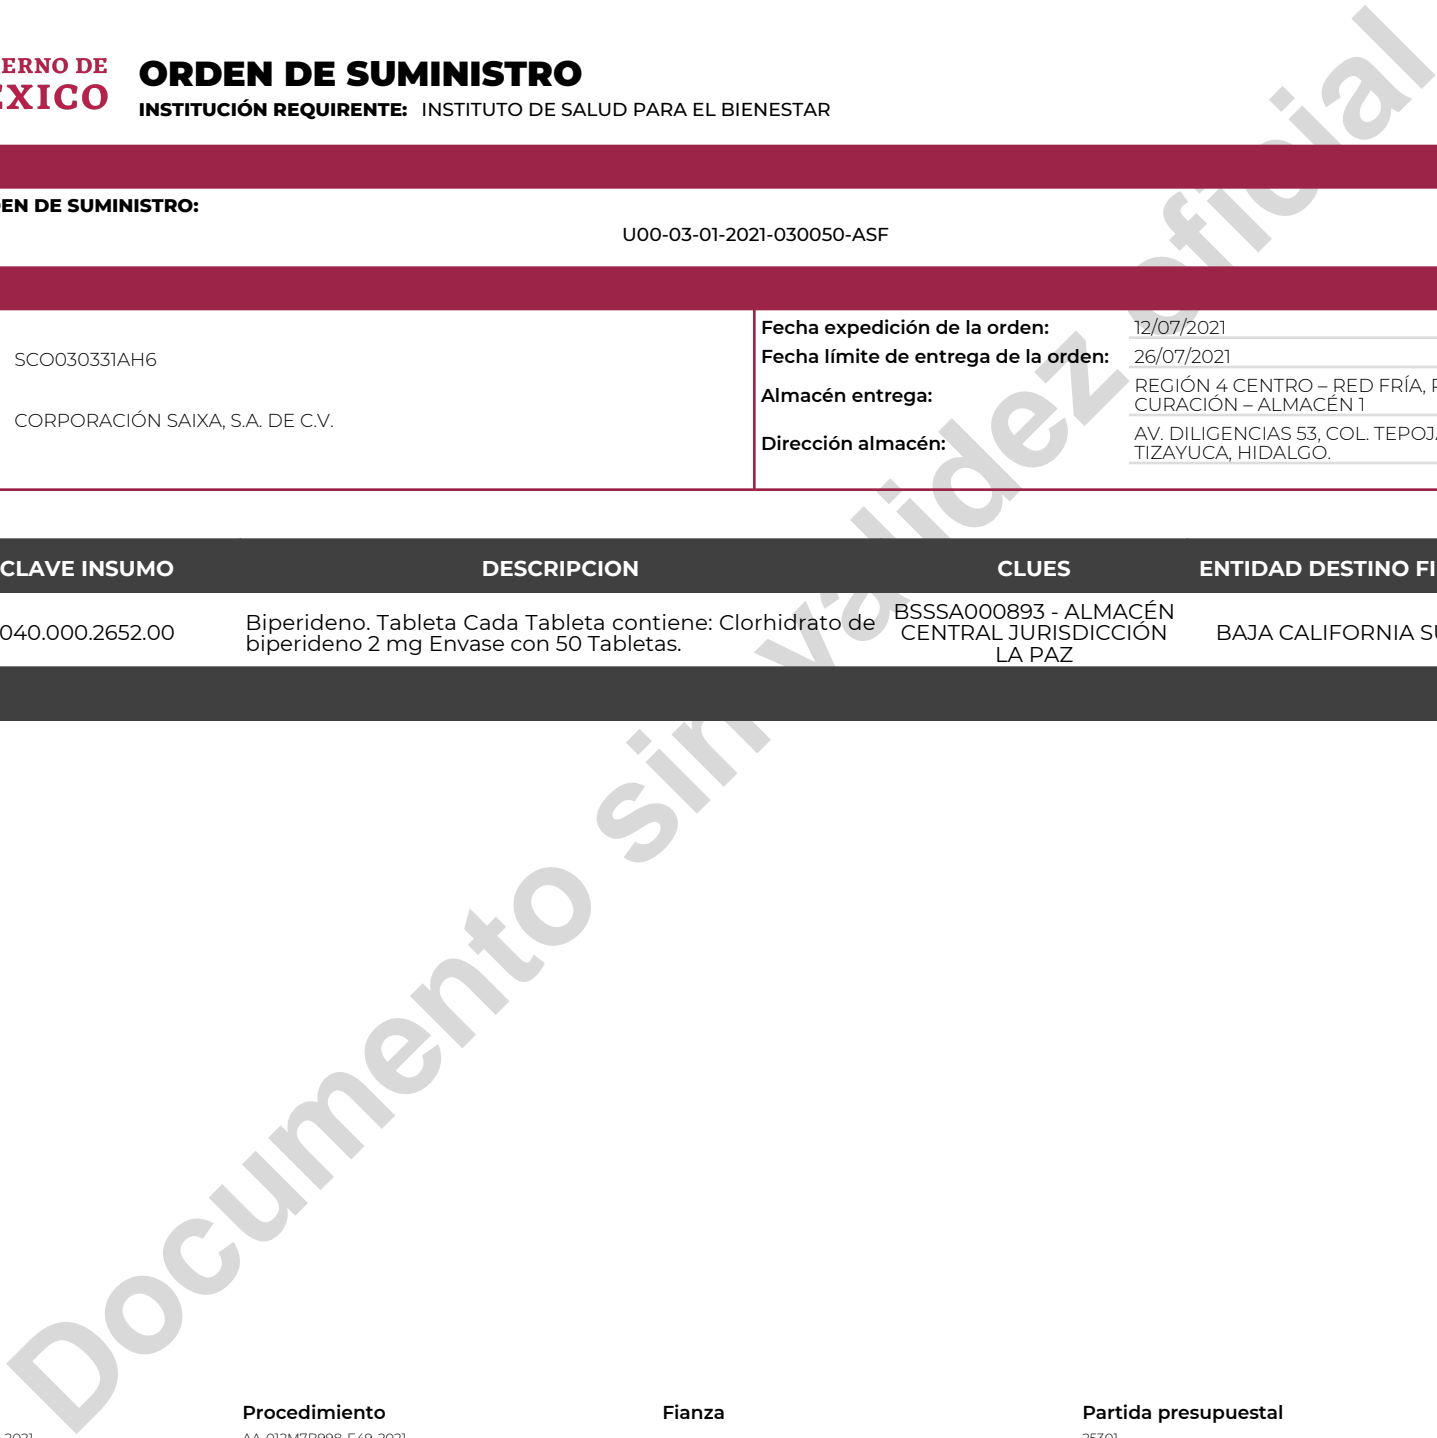 ERNO DE
ORDEN DE SUMINISTRO
INSTITUCIÓN REQUIRENTE: INSTITUTO DE SALUD PARA EL BIENESTAR
EN DE SUMINISTRO:
U00-03-01-2021-030050-ASF
Fecha expedición de la orden: 12/07/2021
SCO030331AH6
Fecha límite de entrega de la orden: 26/07/2021
Almacén entrega: REGIÓN 4 CENTRO – RED FRÍA,
CURACIÓN – ALMACÉN 1
CORPORACIÓN SAIXA, S.A. DE C.V.
Dirección almacén: AV. DILIGENCIAS 53, COL. TEPOJ
TIZAYUCA, HIDALGO.
CLAVE INSUMO DESCRIPCION CLUES ENTIDAD DESTINO FI
040.000.2652.00 Biperideno. Tableta Cada Tableta contiene: Clorhidrato de
biperideno 2 mg Envase con 50 Tabletas.
BSSSA000893 - ALMACÉN
CENTRAL JURISDICCIÓN
LA PAZ
BAJA CALIFORNIA S
Documento sin validez oficial
Procedimiento Fianza Partida presupuestal